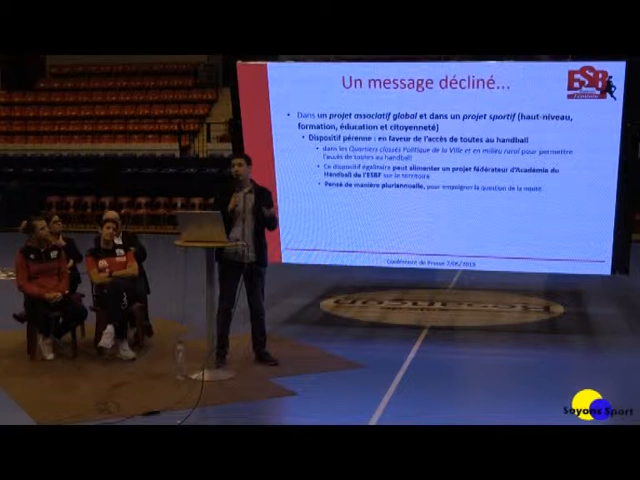 Un message décliné...
ESB
Féminin
• Dans un projet associatif global et dans un projet sportif (haut-niveau,
formation, éducation et citoyenneté)
• Dispositif pérenne : en faveur de l'accès de toutes au handball
• dans les Quartiers classés Politique de la Ville et en milieu rural pour permettre
l'accès de toutes au handball
• Ce dispositif égalitaire peut alimenter un projet fédérateur d'Académie du
Handball de l'ESBF sur le territoire
• Pensé de manière pluriannuelle, pour empoigner la question de la mixité
Conférence de Presse
Soyons Sport